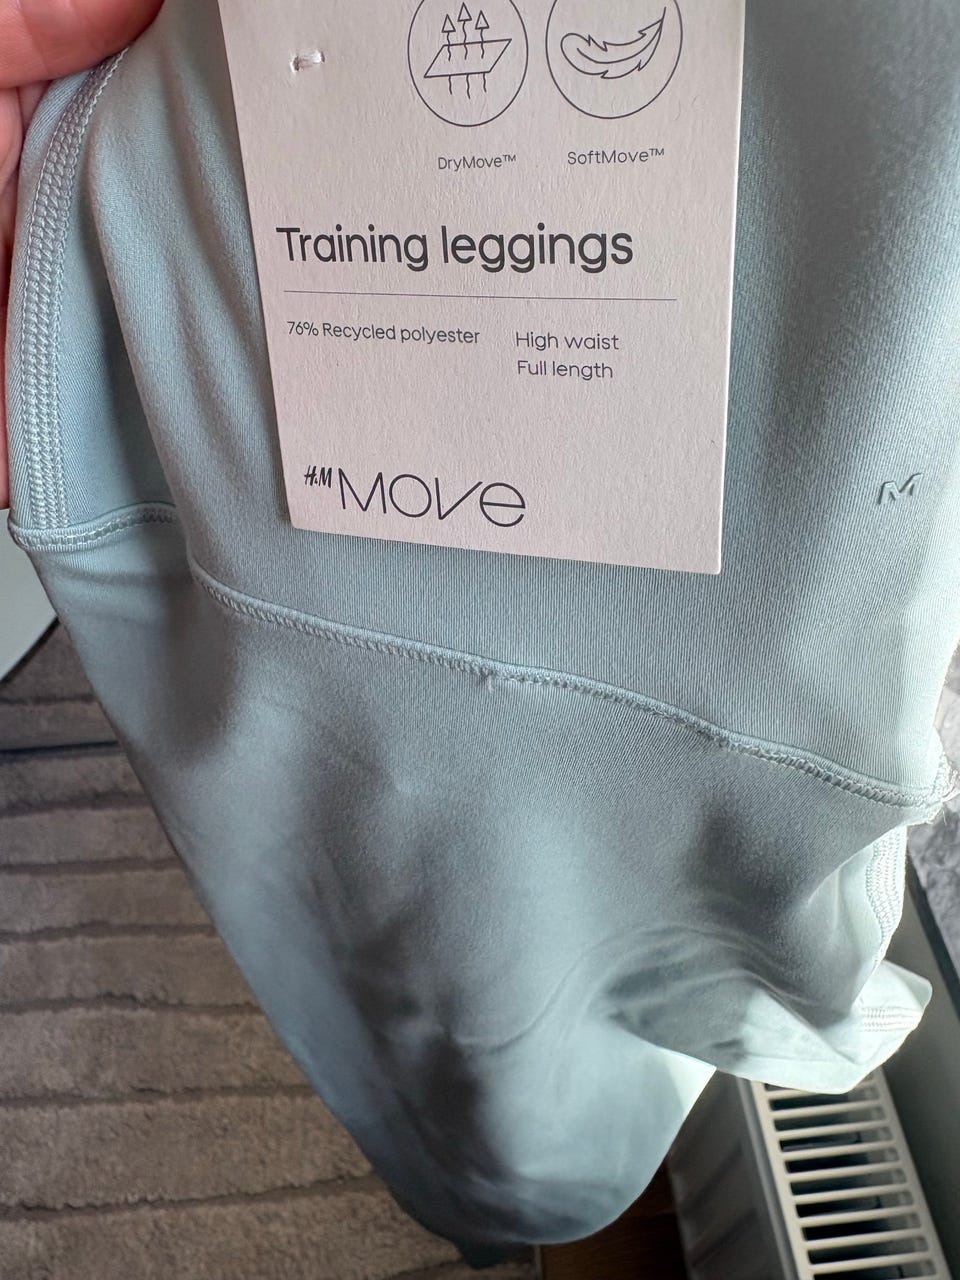 DryMove™ SoftMove™
Training leggings
76% Recycled polyester
High waist
Full length
H&M MOVE
M